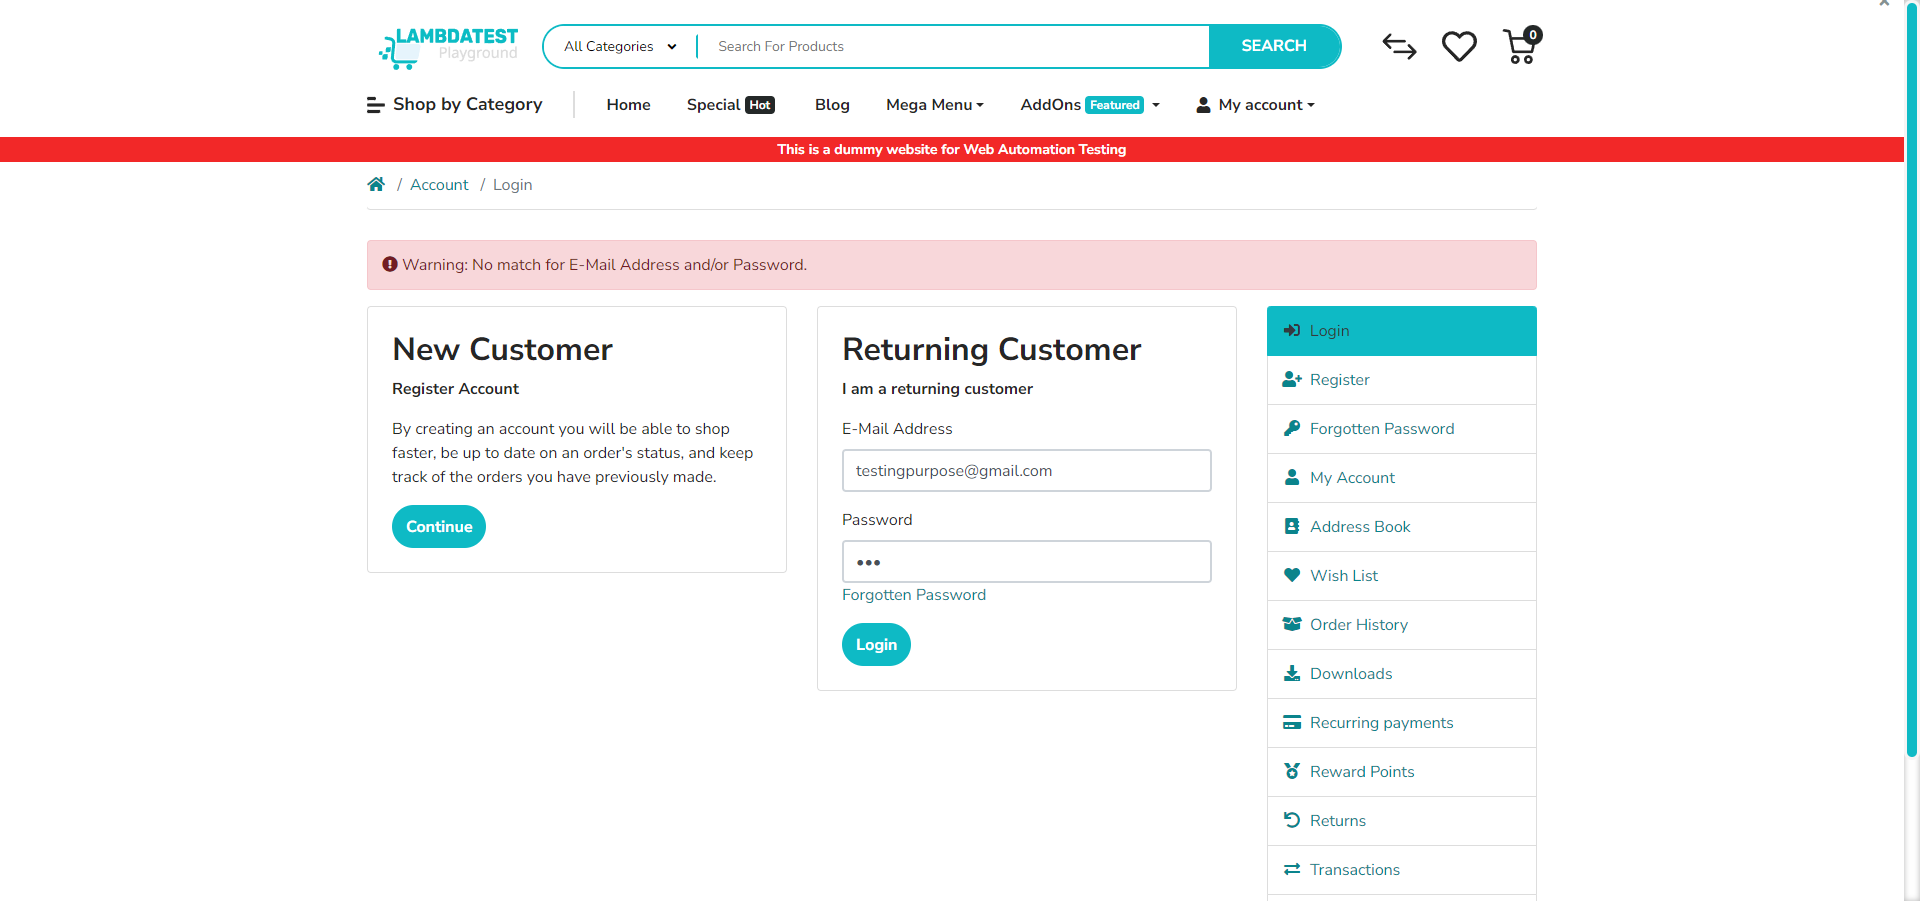 LAMBDATEST
Playground
All Categories
Search For Products
SEARCH
0
Shop by Category
Home
Special Hot
Blog
Mega Menu
AddOns Featured
My account
This is a dummy website for Web Automation Testing
/ Account / Login
Warning: No match for E-Mail Address and/or Password.
New Customer
Register Account
By creating an account you will be able to shop
faster, be up to date on an order's status, and keep
track of the orders you have previously made.
Continue
Returning Customer
I am a returning customer
E-Mail Address
testingpurpose@gmail.com
Password
•••
Forgotten Password
Login
Login
Register
Forgotten Password
My Account
Address Book
Wish List
Order History
Downloads
Recurring payments
Reward Points
Returns
Transactions